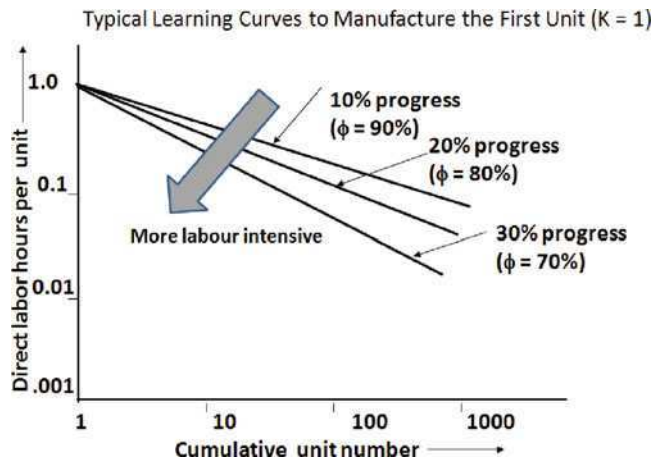 Typical Learning Curves to Manufacture the First Unit (K = 1)
Direct labor hours per unit
1.0
0.1
0.01
.001
10% progress
(ϕ = 90%)
20% progress
(ϕ = 80%)
More labour intensive
30% progress
(ϕ = 70%)
1 10 100 1000
Cumulative unit number